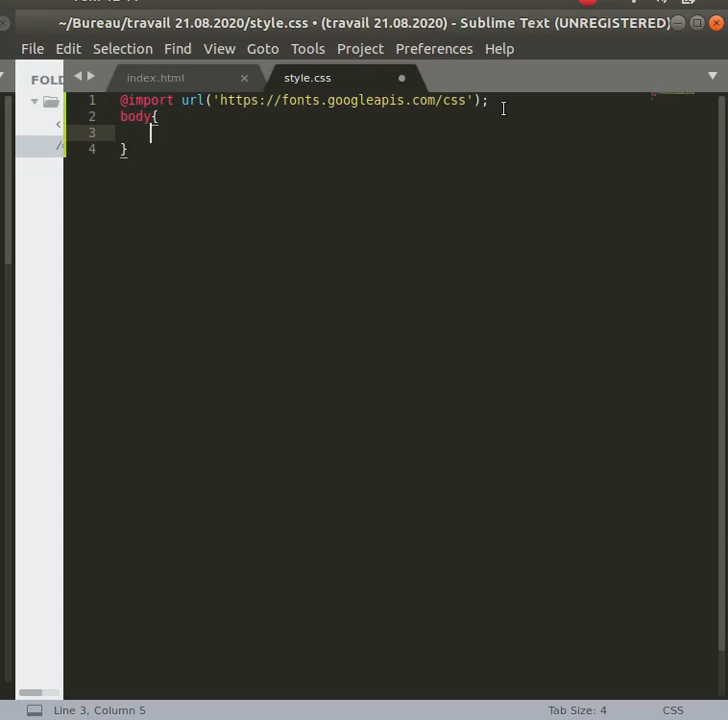 ~/Bureau/travail 21.08.2020/style.css • (travail 21.08.2020) - Sublime Text (UNREGISTERED)
File Edit Selection Find View Goto Tools Project Preferences Help
FOLD
index.html × style.css
1 @import url('https://fonts.googleapis.com/css');
2 body{
3
4 }
Line 3, Column 5
Tab Size: 4
CSS